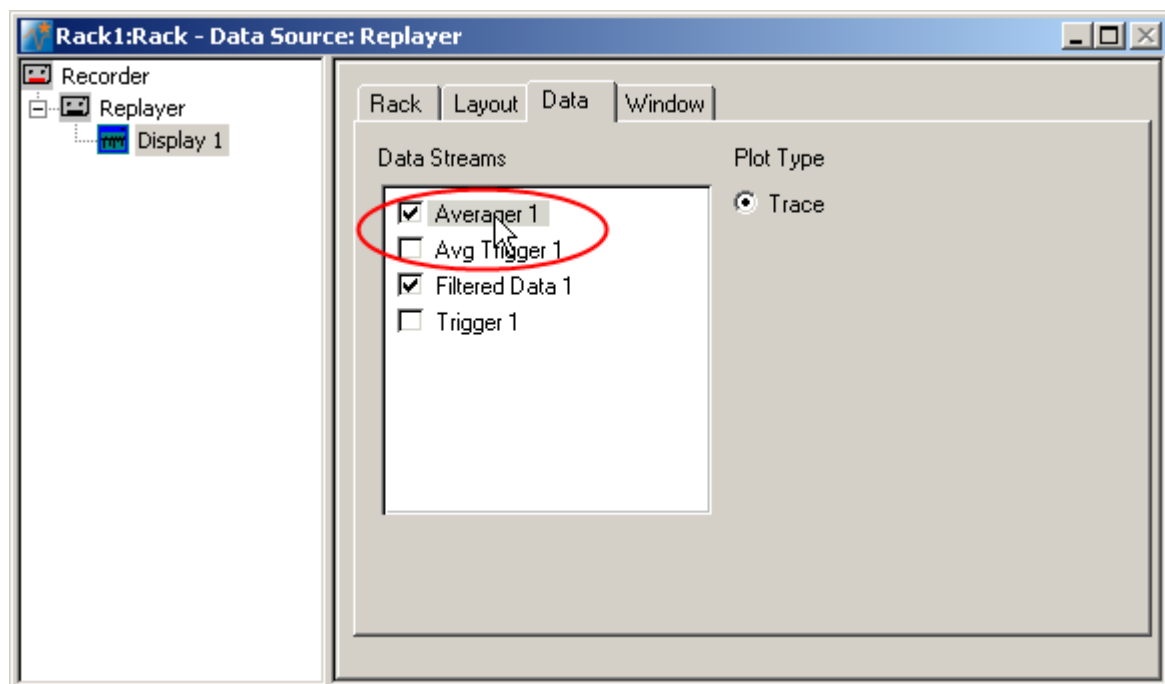 Rack1:Rack - Data Source: Replayer
Recorder
Replayer
Display 1
Rack
Layout
Data
Window
Data Streams
Plot Type
Averager 1
Avg Trigger 1
Filtered Data 1
Trigger 1
Trace